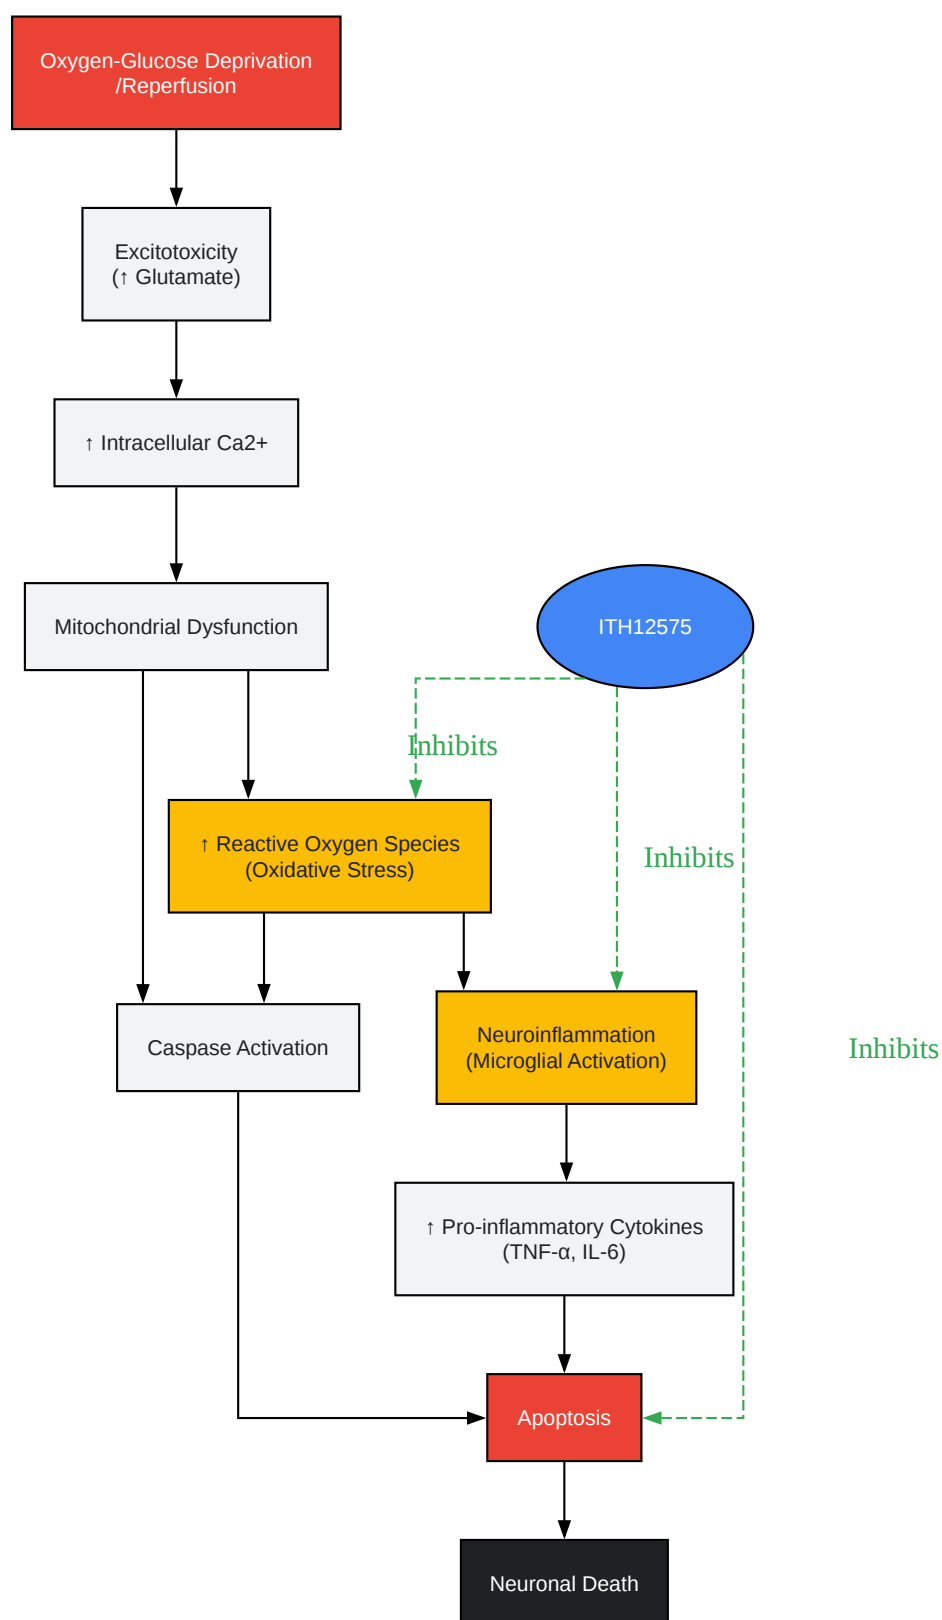 Oxygen-Glucose Deprivation
/Reperfusion
Excitotoxicity
(↑ Glutamate)
↑ Intracellular Ca2+
Mitochondrial Dysfunction
ITH12575
Inhibits
↑ Reactive Oxygen Species
(Oxidative Stress)
Inhibits
Caspase Activation
Neuroinflammation
(Microglial Activation)
Inhibits
↑ Pro-inflammatory Cytokines
(TNF-α, IL-6)
Apoptosis
Neuronal Death